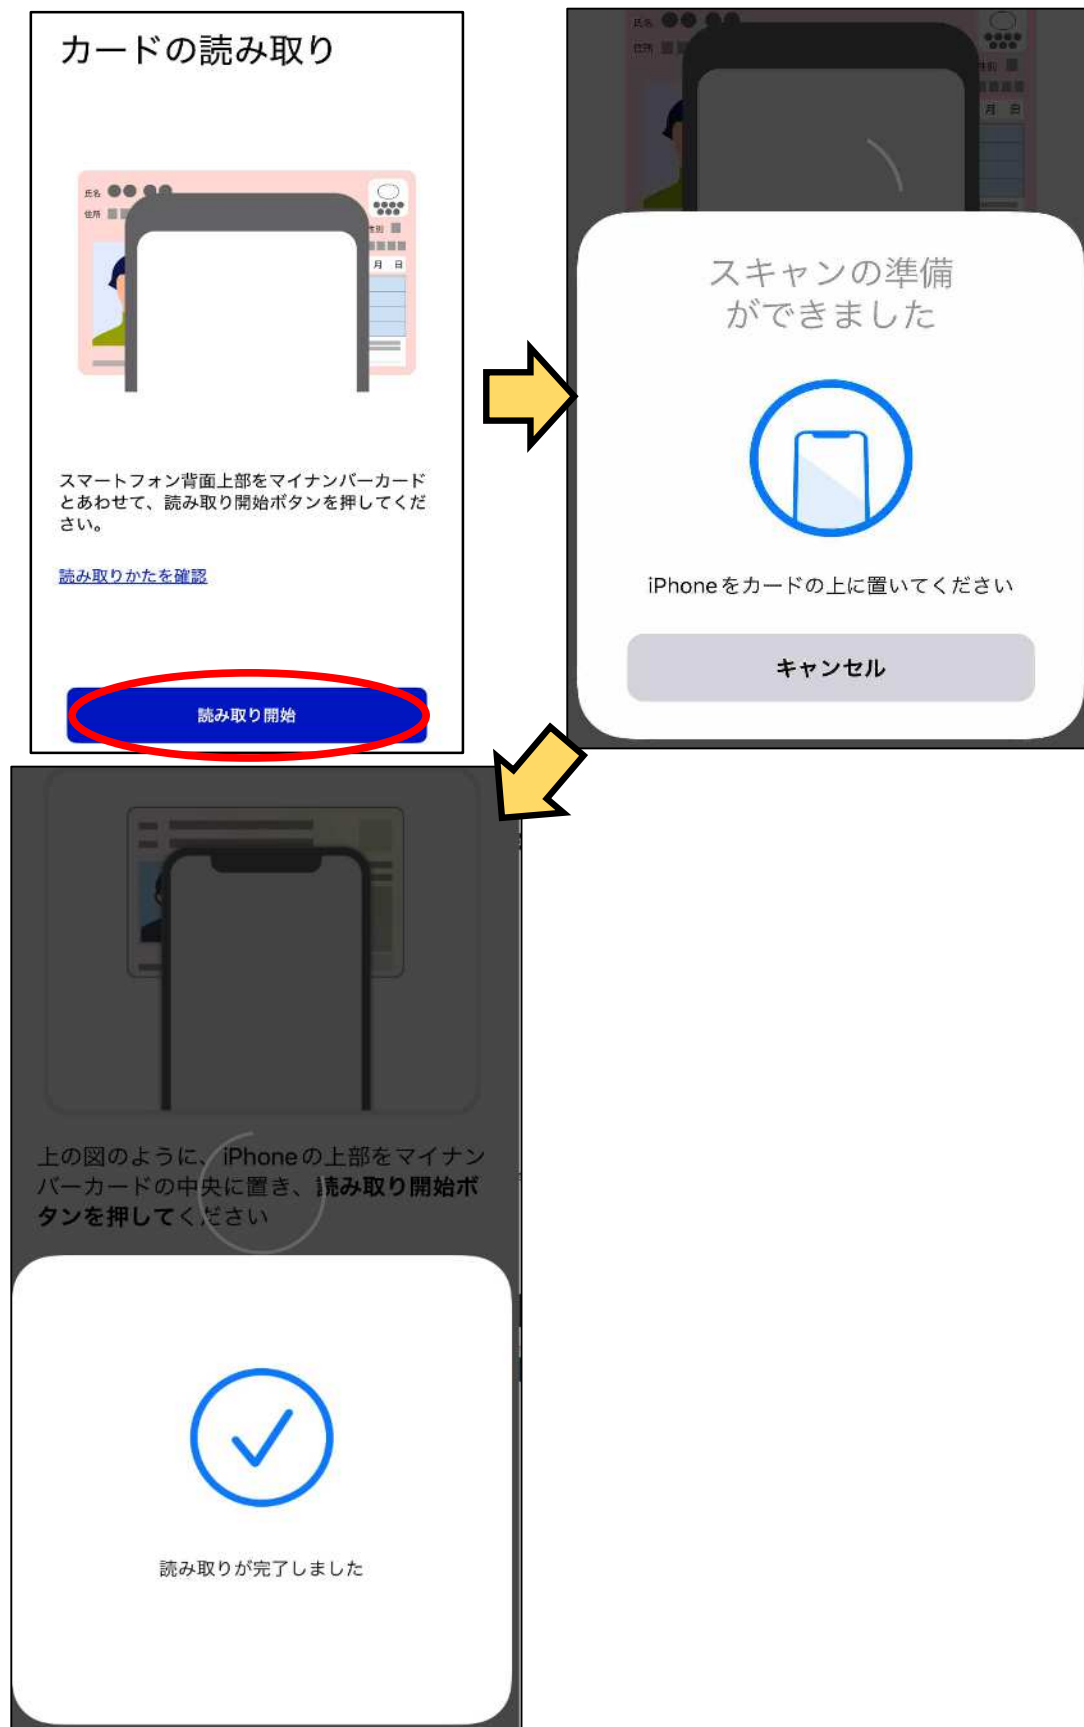 カードの読み取り
氏名
住所
性別
月 日
スマートフォン背面上部をマイナンバーカード
とあわせて、読み取り開始ボタンを押してくだ
さい。
読み取りかたを確認
読み取り開始
氏名
住所
性別
月 日
スキャンの準備
ができました
iPhoneをカードの上に置いてください
キャンセル
上の図のように、iPhoneの上部をマイナン
バーカードの中央に置き、読み取り開始ボ
タンを押してください
読み取りが完了しました